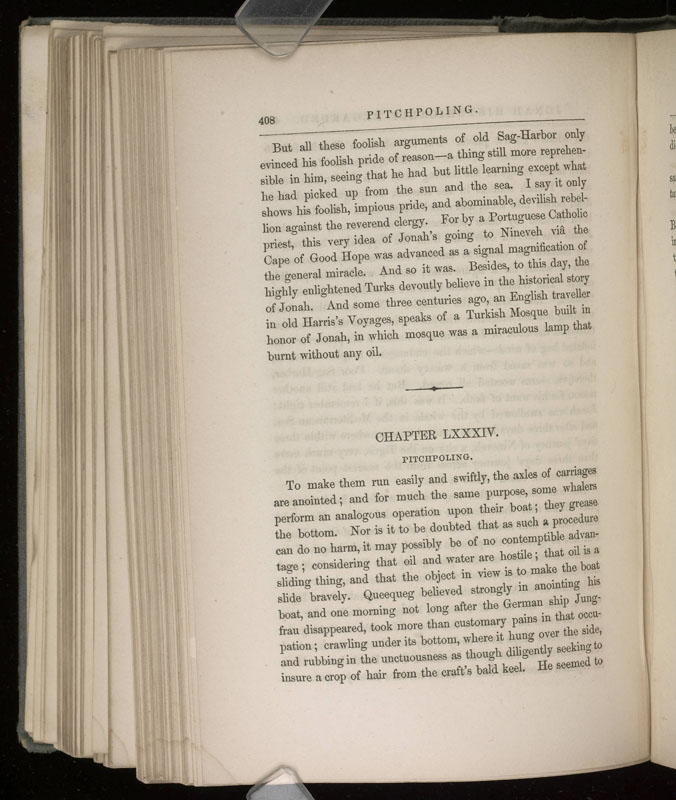 408 PITCHPOLING.
But all these foolish arguments of old Sag-Harbor only
evinced his foolish pride of reason—a thing still more reprehen-
sible in him, seeing that he had but little learning except what
he had picked up from the sun and the sea. I say it only
shows his foolish, impious pride, and abominable, devilish rebel-
lion against the reverend clergy. For by a Portuguese Catholic
priest, this very idea of Jonah's going to Nineveh viâ the
Cape of Good Hope was advanced as a signal magnification of
the general miracle. And so it was. Besides, to this day, the
highly enlightened Turks devoutly believe in the historical story
of Jonah. And some three centuries ago, an English traveller
in old Harris's Voyages, speaks of a Turkish Mosque built in
honor of Jonah, in which mosque was a miraculous lamp that
burnt without any oil.
CHAPTER LXXXIV.
PITCHPOLING.
To make them run easily and swiftly, the axles of carriages
are anointed; and for much the same purpose, some whalers
perform an analogous operation upon their boat; they grease
the bottom. Nor is it to be doubted that as such a procedure
can do no harm, it may possibly be of no contemptible advan-
tage; considering that oil and water are hostile; that oil is a
sliding thing, and that the object in view is to make the boat
slide bravely. Queequeg believed strongly in anointing his
boat, and one morning not long after the German ship Jung-
frau disappeared, took more than customary pains in that occu-
pation; crawling under its bottom, where it hung over the side,
and rubbing in the unctuousness as though diligently seeking to
insure a crop of hair from the craft's bald keel. He seemed to